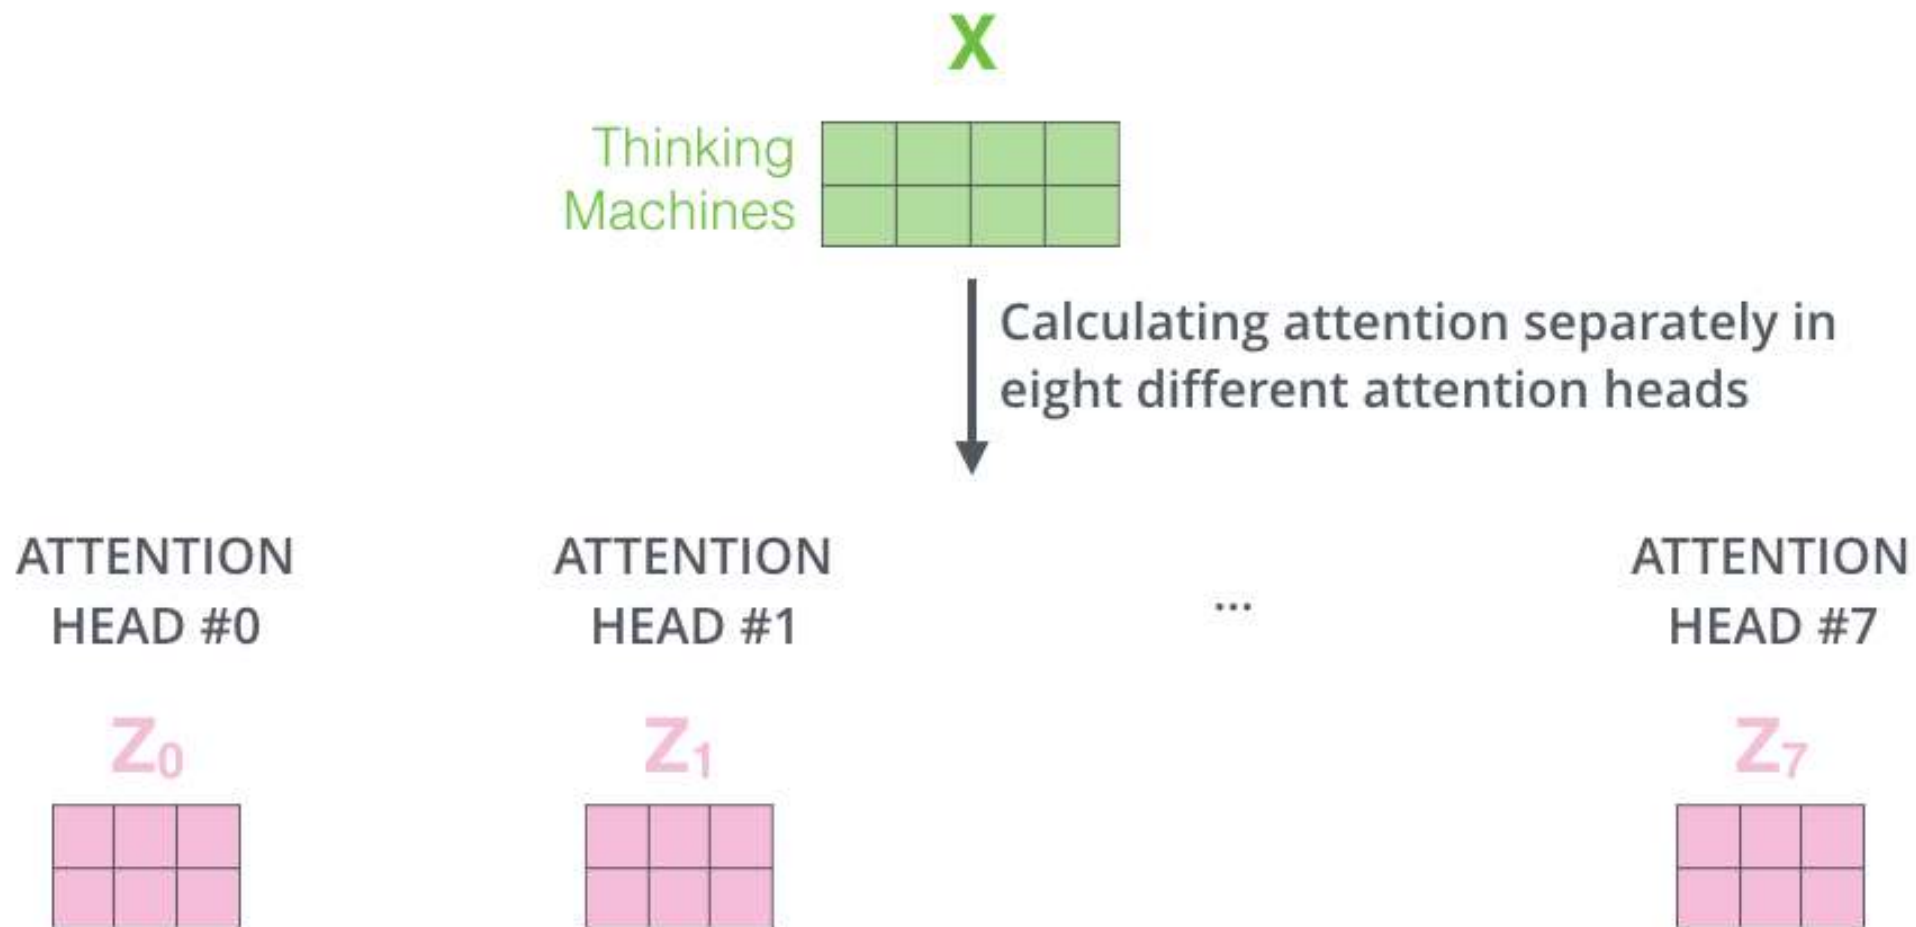 X
Thinking
Machines
Calculating attention separately in
eight different attention heads
ATTENTION
HEAD #0
ATTENTION
HEAD #1
...
ATTENTION
HEAD #7
Z0
Z1
Z7